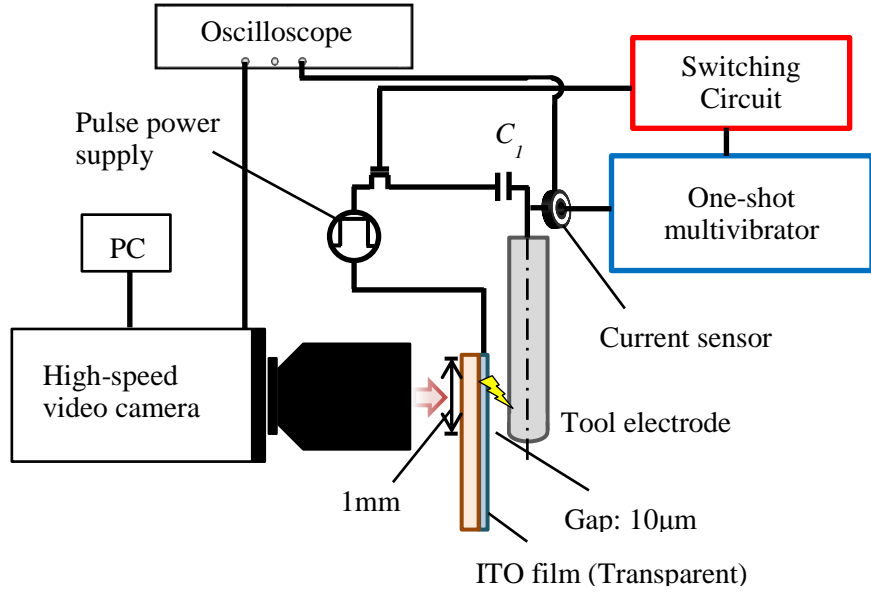 Oscilloscope
Switching
Circuit
Pulse power
supply
C1
One-shot
multivibrator
PC
Current sensor
High-speed
video camera
Tool electrode
1mm
Gap: 10μm
ITO film (Transparent)